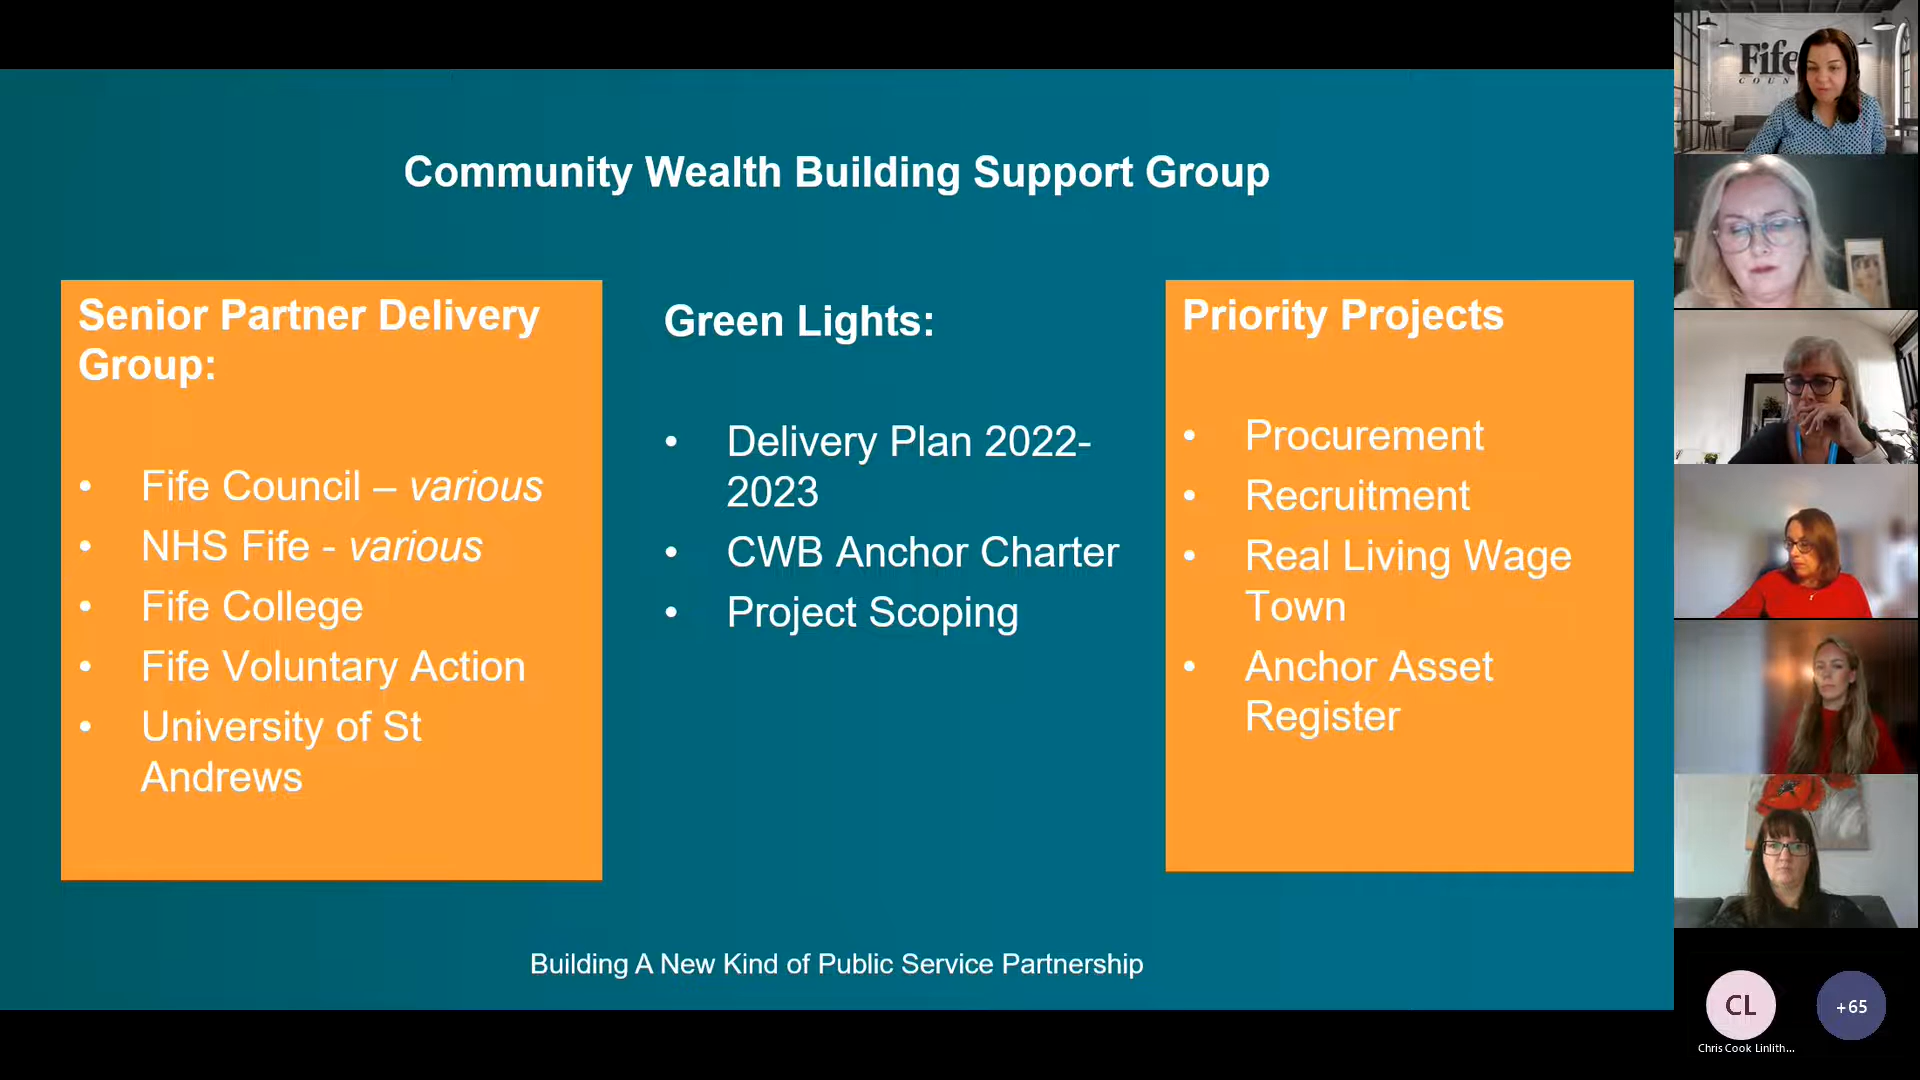 Community Wealth Building Support Group
Senior Partner Delivery
Group:
• Fife Council – various
• NHS Fife - various
• Fife College
• Fife Voluntary Action
• University of St
Andrews
Green Lights:
• Delivery Plan 2022-
2023
• CWB Anchor Charter
• Project Scoping
Priority Projects
• Procurement
• Recruitment
• Real Living Wage
Town
• Anchor Asset
Register
Building A New Kind of Public Service Partnership
Fife
COUN
CL
+65
Chris Cook Linlith...